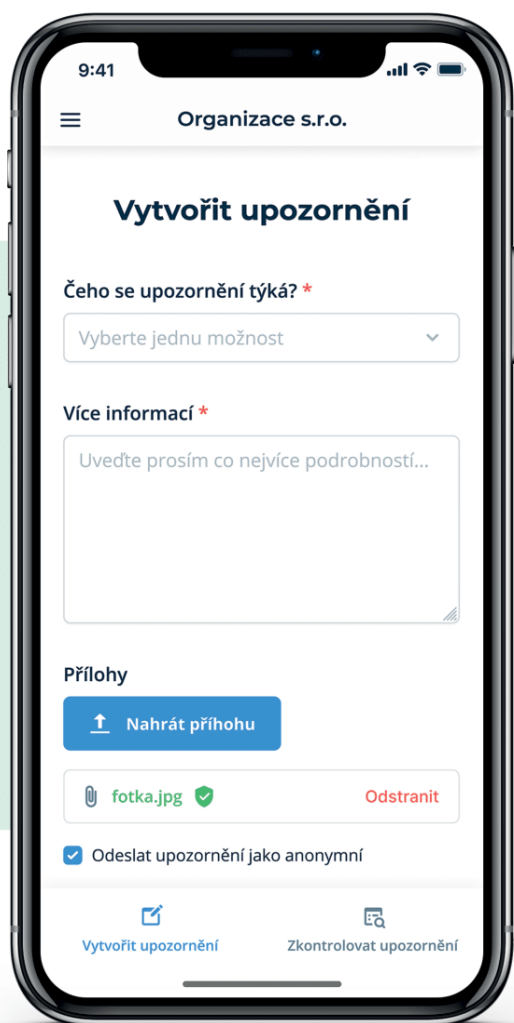 9:41
Organizace s.r.o.
Vytvořit upozornění
Čeho se upozornění týká? *
Vyberte jednu možnost
Více informací *
Uveďte prosím co nejvíce podrobností...
Přílohy
Nahrát příhohu
fotka.jpg
Odstranit
Odeslat upozornění jako anonymní
Vytvořit upozornění
Zkontrolovat upozornění